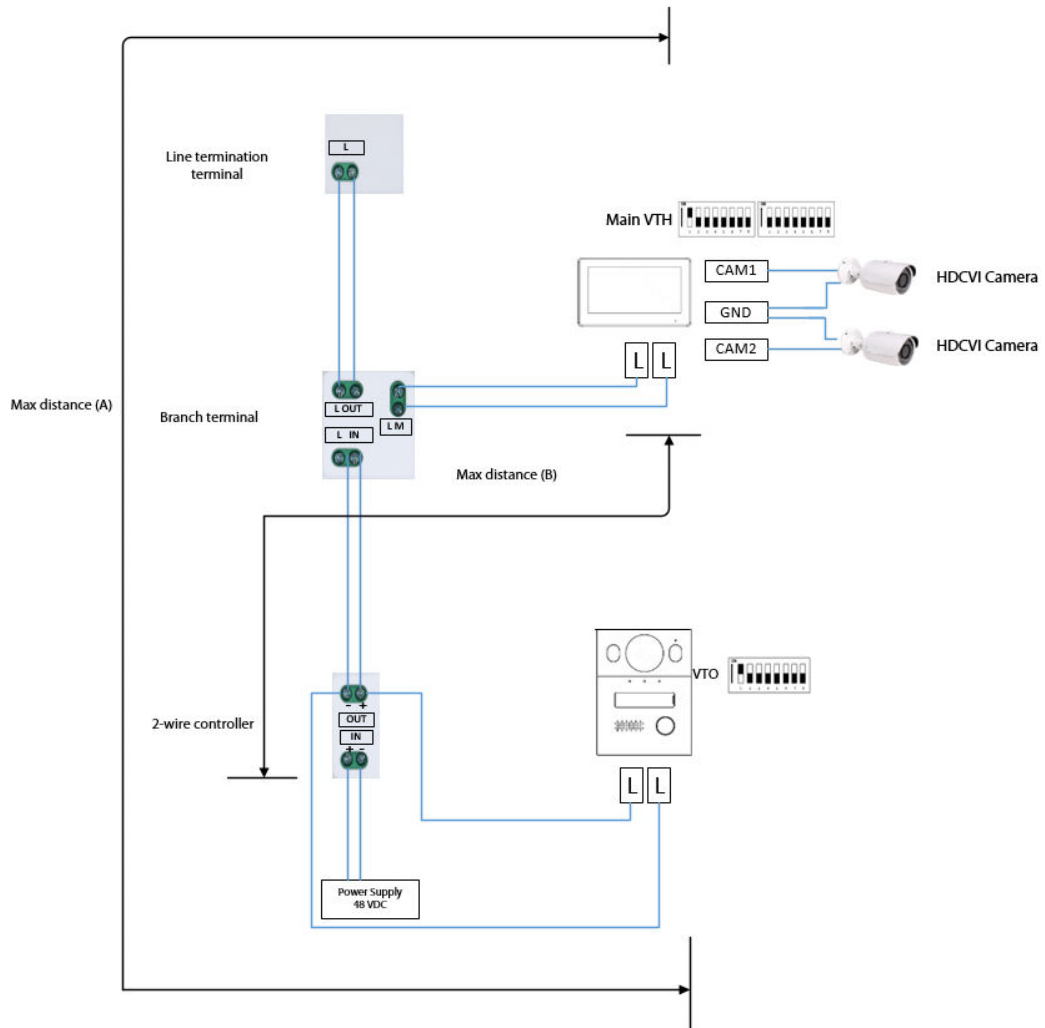 L
Line termination
terminal
Main VTH
CAM1
HDCVI Camera
GND
CAM2
HDCVI Camera
L L
Max distance (A)
Branch terminal
L OUT
L M
L IN
Max distance (B)
VTO
2-wire controller
- +
OUT
IN
+ -
L L
Power Supply
48 VDC